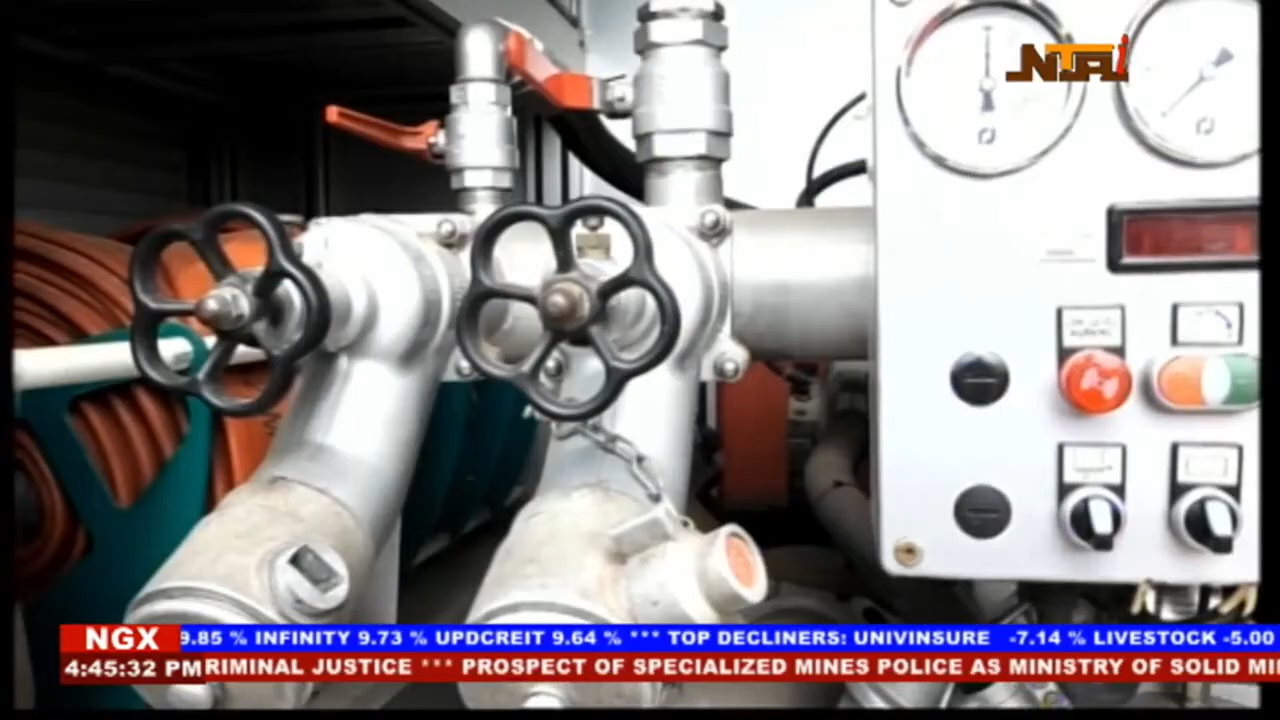 NTAi
NGX 9.85 % INFINITY 9.73 % UPDCREIT 9.64 % *** TOP DECLINERS: UNIVINSURE -7.14 % LIVESTOCK -5.00
4:45:32 PM RIMINAL JUSTICE *** PROSPECT OF SPECIALIZED MINES POLICE AS MINISTRY OF SOLID MI